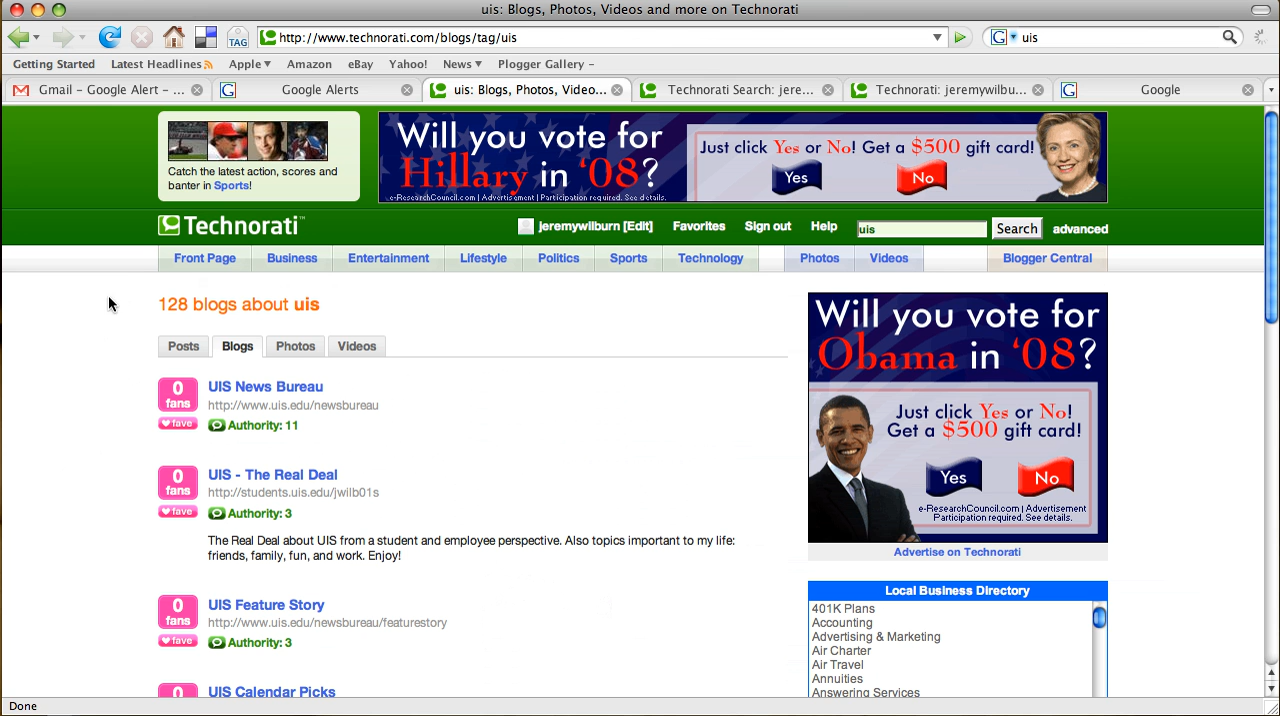 uis: Blogs, Photos, Videos and more on Technorati
TAG
http://www.technorati.com/blogs/tag/uis
G
uis
Getting Started Latest Headlines Apple Amazon eBay Yahoo! News Plogger Gallery –
Gmail – Google Alert – ...
Google Alerts
uis: Blogs, Photos, Video...
Technorati Search: jere...
Technorati: jeremywilbu...
Google
Catch the latest action, scores and
banter in Sports!
Will you vote for
Hillary in '08?
e-ResearchCouncil.com | Advertisement | Participation required. See details.
Just click Yes or No! Get a $500 gift card!
Yes No
Technorati™
jeremywilburn [Edit] Favorites Sign out Help uis Search advanced
Front Page Business Entertainment Lifestyle Politics Sports Technology Photos Videos Blogger Central
128 blogs about uis
Posts Blogs Photos Videos
0
fans
fave
UIS News Bureau
http://www.uis.edu/newsbureau
Authority: 11
0
fans
fave
UIS - The Real Deal
http://students.uis.edu/jwilb01s
Authority: 3
The Real Deal about UIS from a student and employee perspective. Also topics important to my life:
friends, family, fun, and work. Enjoy!
0
fans
fave
UIS Feature Story
http://www.uis.edu/newsbureau/featurestory
Authority: 3
0
UIS Calendar Picks
Will you vote for
Obama in '08?
Just click Yes or No!
Get a $500 gift card!
Yes No
e-ResearchCouncil.com | Advertisement
Participation required. See details.
Advertise on Technorati
Local Business Directory
401K Plans
Accounting
Advertising & Marketing
Air Charter
Air Travel
Annuities
Answering Services
Done